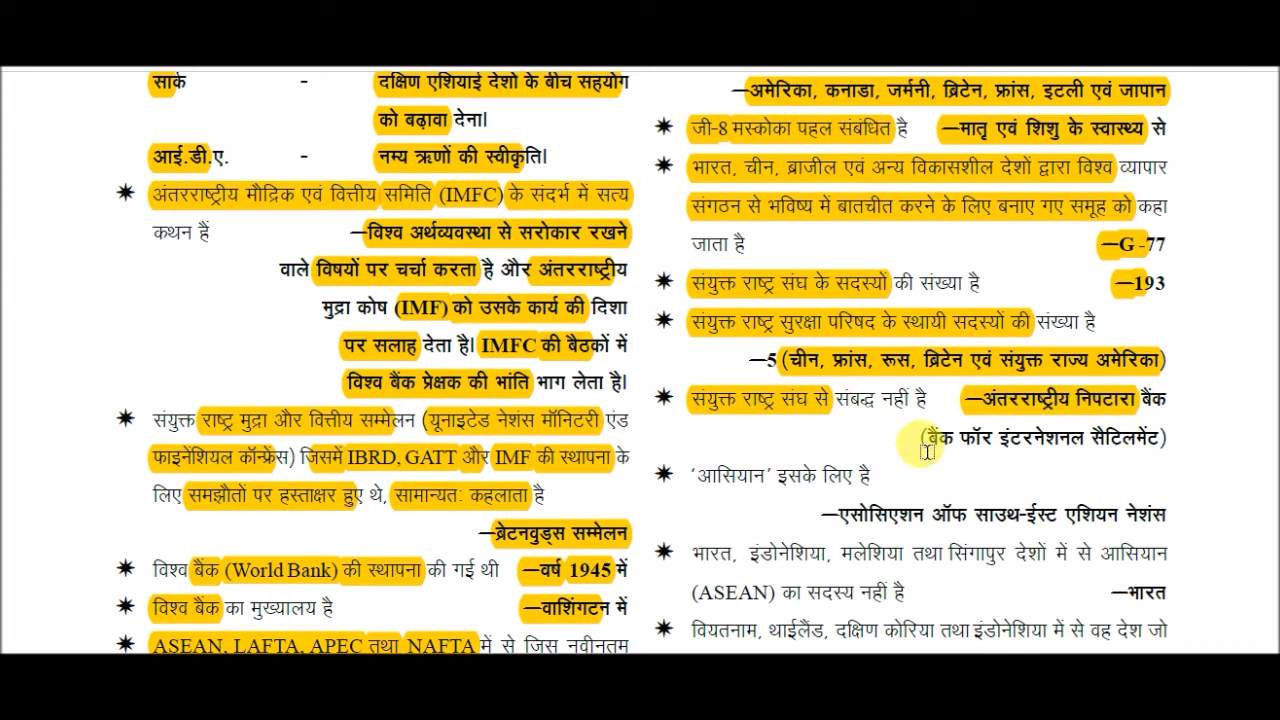 सार्क - दक्षिण एशियाई देशो के बीच सहयोग
को बढ़ावा देना।
आई.डी.ए. - नम्य ऋणों की स्वीकृति।
✷ अंतरराष्ट्रीय मौद्रिक एवं वित्तीय समिति (IMFC) के संदर्भ में सत्य
कथन हैं —विश्व अर्थव्यवस्था से सरोकार रखने
वाले विषयों पर चर्चा करता है और अंतरराष्ट्रीय
मुद्रा कोष (IMF) को उसके कार्य की दिशा
पर सलाह देता है। IMFC की बैठकों में
विश्व बैंक प्रेक्षक की भांति भाग लेता है।
✷ संयुक्त राष्ट्र मुद्रा और वित्तीय सम्मेलन (यूनाइटेड नेशंस मॉनिटरी एंड
फाइनेंशियल कॉन्फ्रेंस) जिसमें IBRD, GATT और IMF की स्थापना के
लिए समझौतों पर हस्ताक्षर हुए थे, सामान्यत: कहलाता है
—ब्रेटनवुड्स सम्मेलन
✷ विश्व बैंक (World Bank) की स्थापना की गई थी —वर्ष 1945 में
✷ विश्व बैंक का मुख्यालय है —वाशिंगटन में
✷ ASEAN, LAFTA, APEC तथा NAFTA में से जिस नवीनतम
—अमेरिका, कनाडा, जर्मनी, ब्रिटेन, फ्रांस, इटली एवं जापान
✷ जी-8 मस्कोका पहल संबंधित है —मातृ एवं शिशु के स्वास्थ्य से
✷ भारत, चीन, ब्राजील एवं अन्य विकासशील देशों द्वारा विश्व व्यापार
संगठन से भविष्य में बातचीत करने के लिए बनाए गए समूह को कहा
जाता है —G -77
✷ संयुक्त राष्ट्र संघ के सदस्यों की संख्या है —193
✷ संयुक्त राष्ट्र सुरक्षा परिषद के स्थायी सदस्यों की संख्या है
—5 (चीन, फ्रांस, रूस, ब्रिटेन एवं संयुक्त राज्य अमेरिका)
✷ संयुक्त राष्ट्र संघ से संबद्ध नहीं है —अंतरराष्ट्रीय निपटारा बैंक
(बैंक फॉर इंटरनेशनल सैटिलमेंट)
✷ 'आसियान' इसके लिए है
—एसोसिएशन ऑफ साउथ-ईस्ट एशियन नेशंस
✷ भारत, इंडोनेशिया, मलेशिया तथा सिंगापुर देशों में से आसियान
(ASEAN) का सदस्य नहीं है —भारत
✷ वियतनाम, थाईलैंड, दक्षिण कोरिया तथा इंडोनेशिया में से वह देश जो